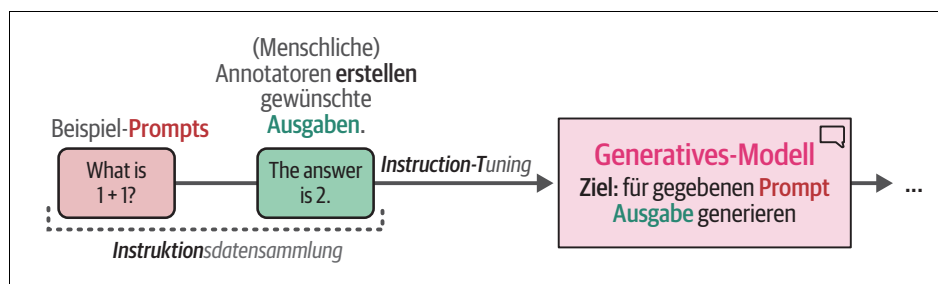 (Menschliche)
Annotatoren erstellen
gewünschte
Ausgaben.
Beispiel-Prompts
What is
1 + 1?
The answer
is 2.
Instruction-Tuning
Instruktionsdatensammlung
Generatives-Modell
Ziel: für gegebenen Prompt
Ausgabe generieren
...